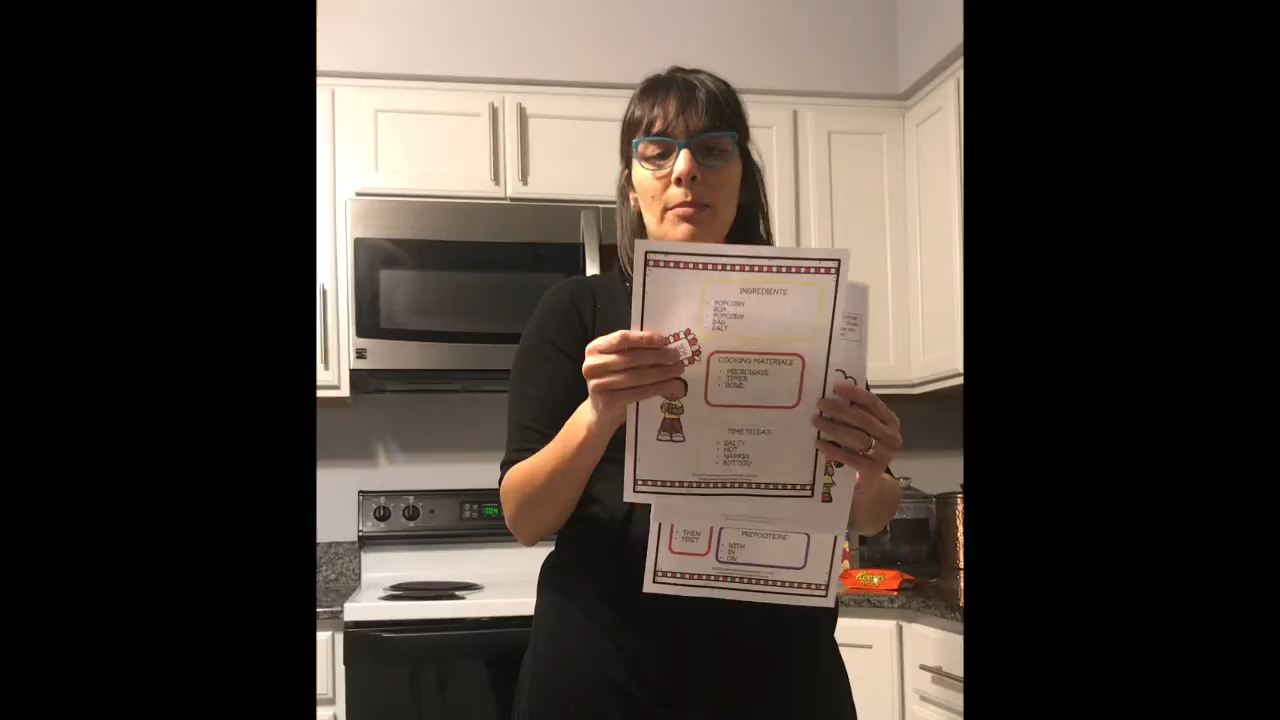 INGREDIENTS
POPCORN
BOX
POPCORN
BAG
SALT
COOKING MATERIALS
• MICROWAVE
• TIMER
• BOWL
TIME TO EAT:
• SALTY
• HOT
• NAPKIN
• BUTTERY
• THEN
• FIRST
PREPOSITIONS
• WITH
• IN
• ON
Reese's